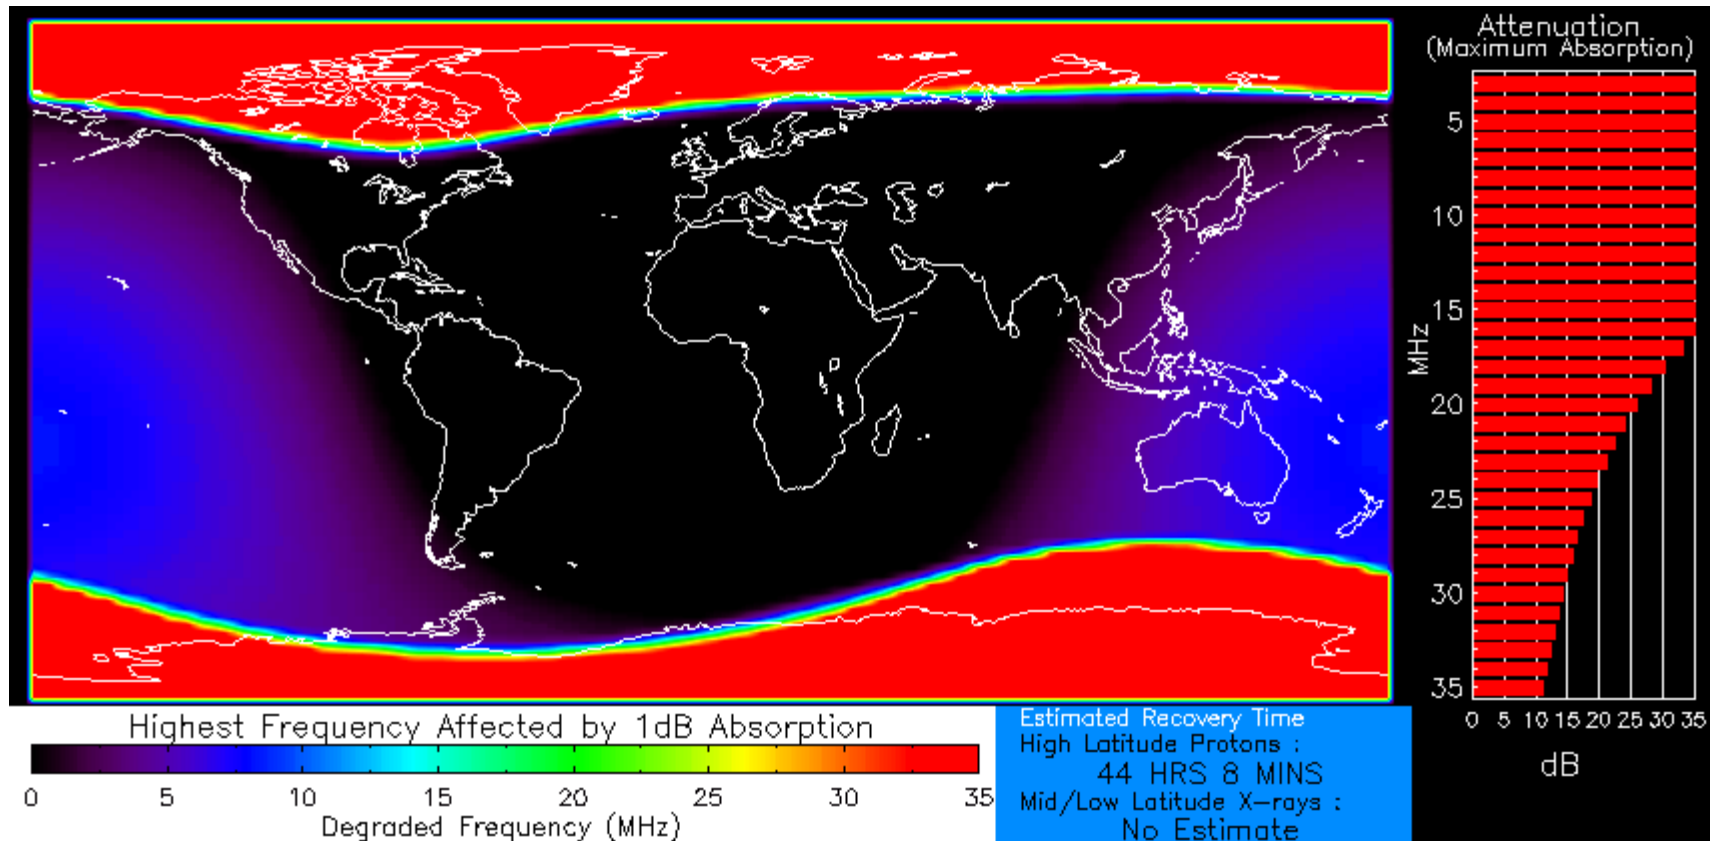 Attenuation
(Maximum Absorption)
5
10
15
20
25
30
35
MHz
0 5 10 15 20 25 30 35
dB
Highest Frequency Affected by 1dB Absorption
0 5 10 15 20 25 30 35
Degraded Frequency (MHz)
Estimated Recovery Time
High Latitude Protons :
44 HRS 8 MINS
Mid/Low Latitude X-rays :
No Estimate